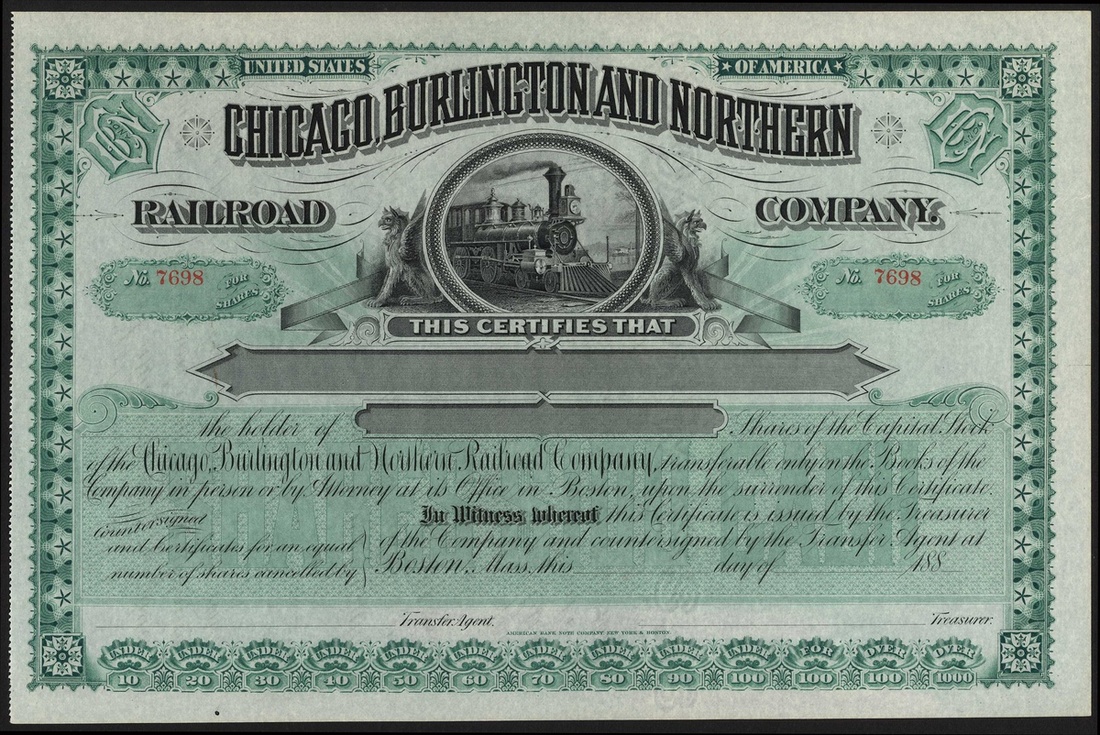 UNITED STATES OF AMERICA
CHICAGO, BURLINGTON AND NORTHERN
RAILROAD COMPANY.
No. 7698 FOR SHARES
No. 7698 FOR SHARES
THIS CERTIFIES THAT
the holder of Shares of the Capital Stock
of the Chicago, Burlington and Northern Railroad Company, transferable only on the Books of the
Company in person or by Attorney at its Office in Boston, upon the surrender of this Certificate.
In Witness whereof this Certificate is issued by the Treasurer
of the Company and countersigned by the Transfer Agent at
Boston, Mass, this day of 188
Countersigned
and Certificates for an equal
number of shares cancelled by
Transfer Agent. Treasurer.
AMERICAN BANK NOTE COMPANY NEW YORK & BOSTON.
UNDER UNDER UNDER UNDER UNDER UNDER UNDER UNDER UNDER UNDER FOR OVER OVER
10 20 30 40 50 60 70 80 90 100 100 100 1000